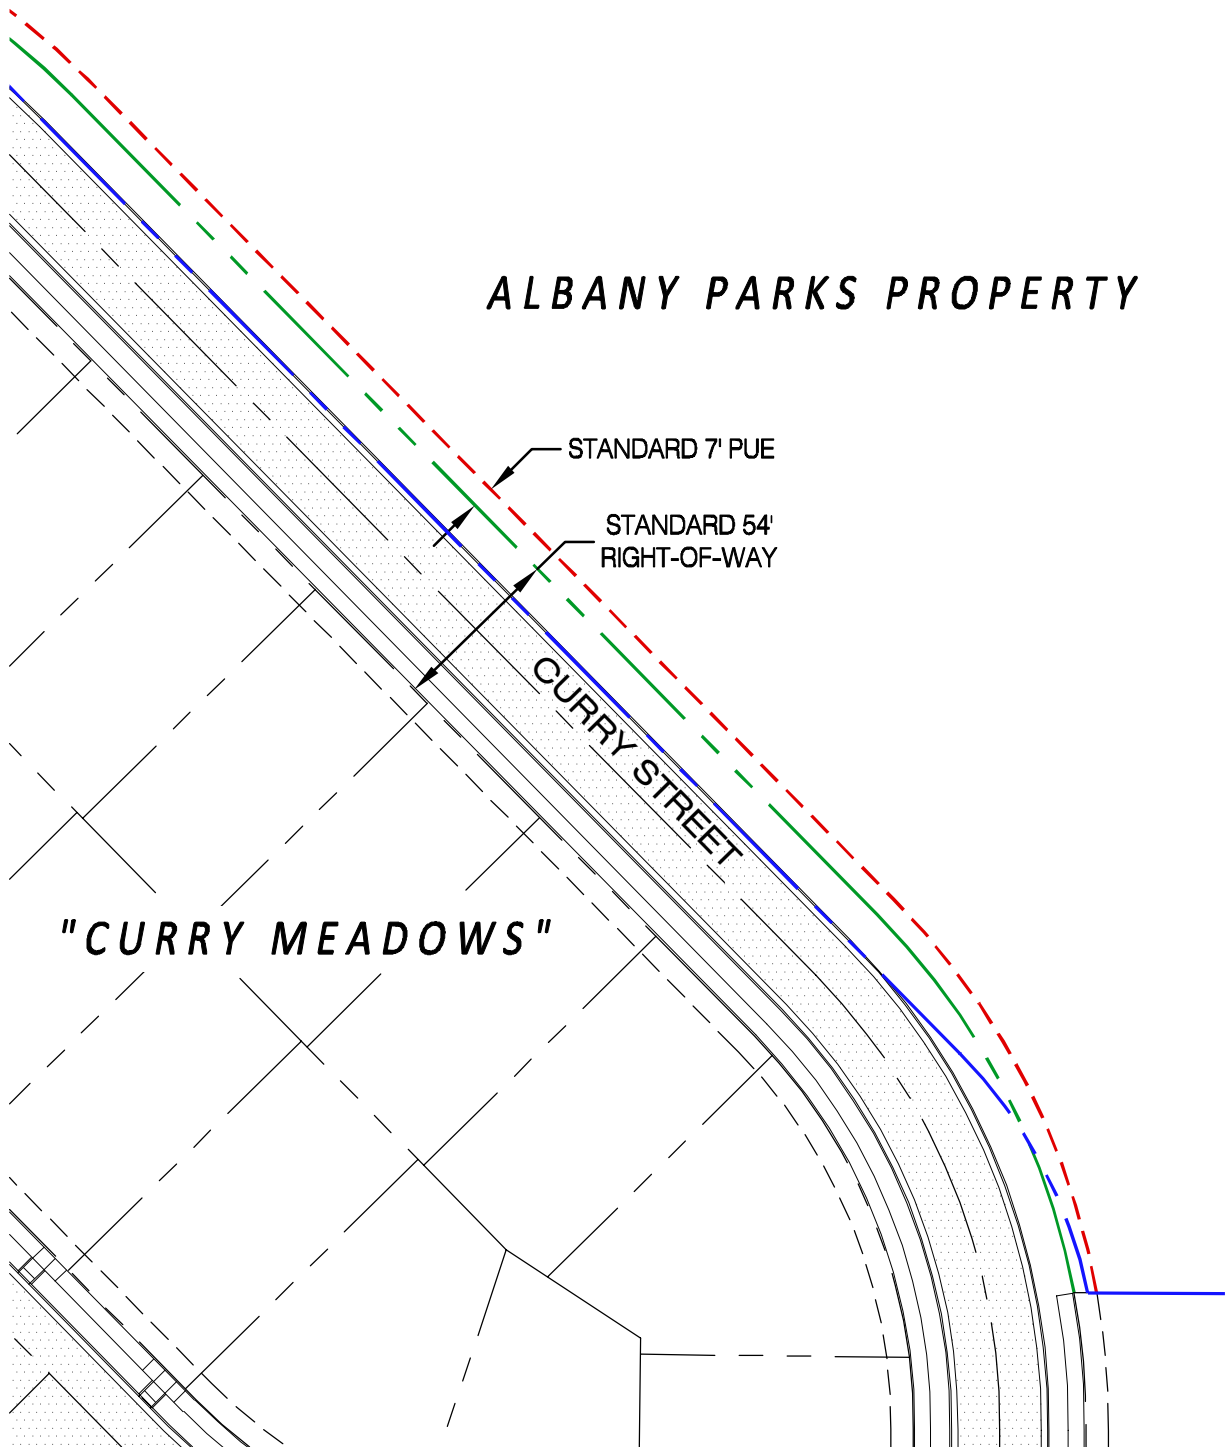 ALBANY PARKS PROPERTY
STANDARD 7' PUE
STANDARD 54'
RIGHT-OF-WAY
CURRY STREET
"CURRY MEADOWS"